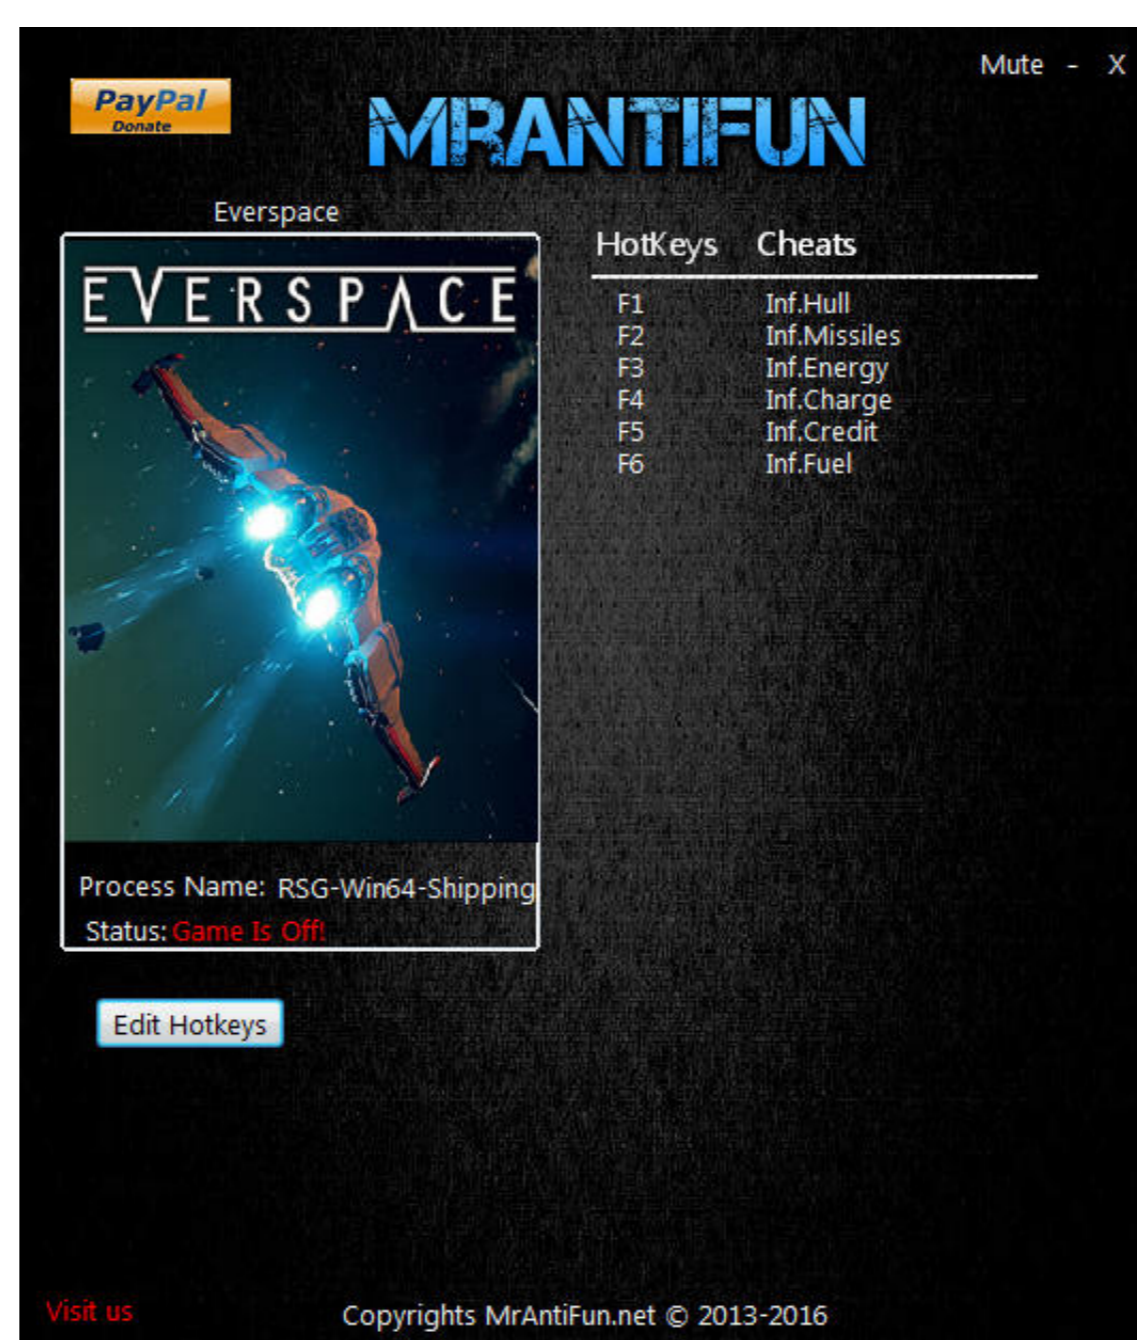 Mute - X
PayPal
Donate
MRANTIFUN
Everspace
EVERSPACE
HotKeys Cheats
F1 Inf.Hull
F2 Inf.Missiles
F3 Inf.Energy
F4 Inf.Charge
F5 Inf.Credit
F6 Inf.Fuel
Process Name: RSG-Win64-Shipping
Status: Game Is Off!
Edit Hotkeys
Visit us
Copyrights MrAntiFun.net © 2013-2016